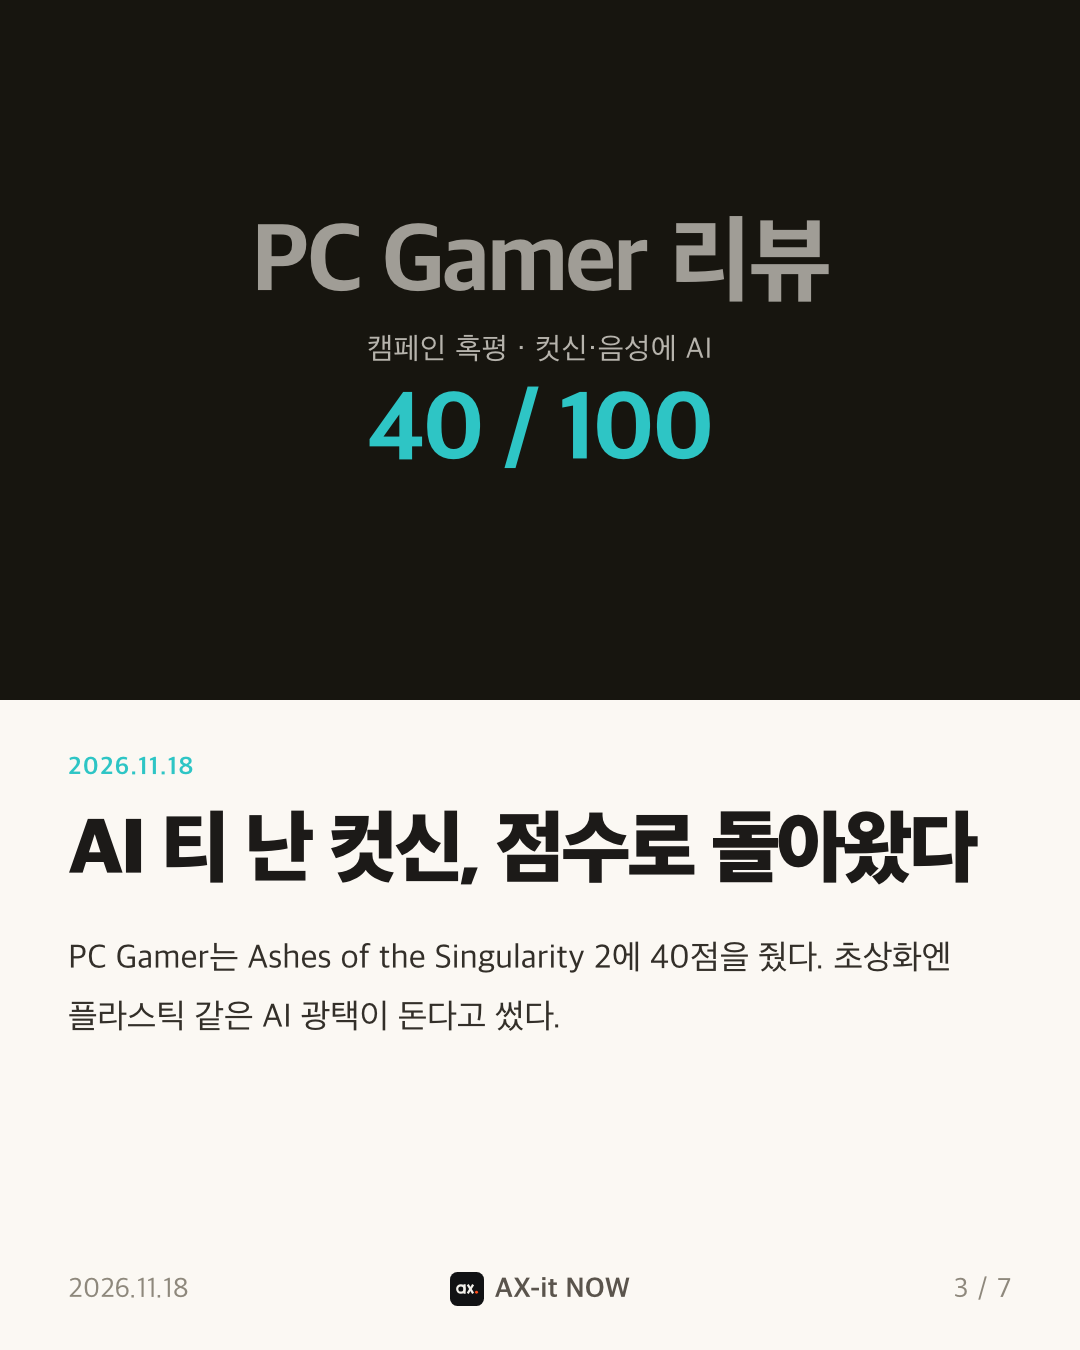 PC Gamer 리뷰
캠페인 혹평 · 컷신·음성에 AI
40 / 100
2026.11.18
AI 티 난 컷신, 점수로 돌아왔다
PC Gamer는 Ashes of the Singularity 2에 40점을 줬다. 초상화엔
플라스틱 같은 AI 광택이 돈다고 썼다.
2026.11.18
ax. AX-it NOW
3 / 7